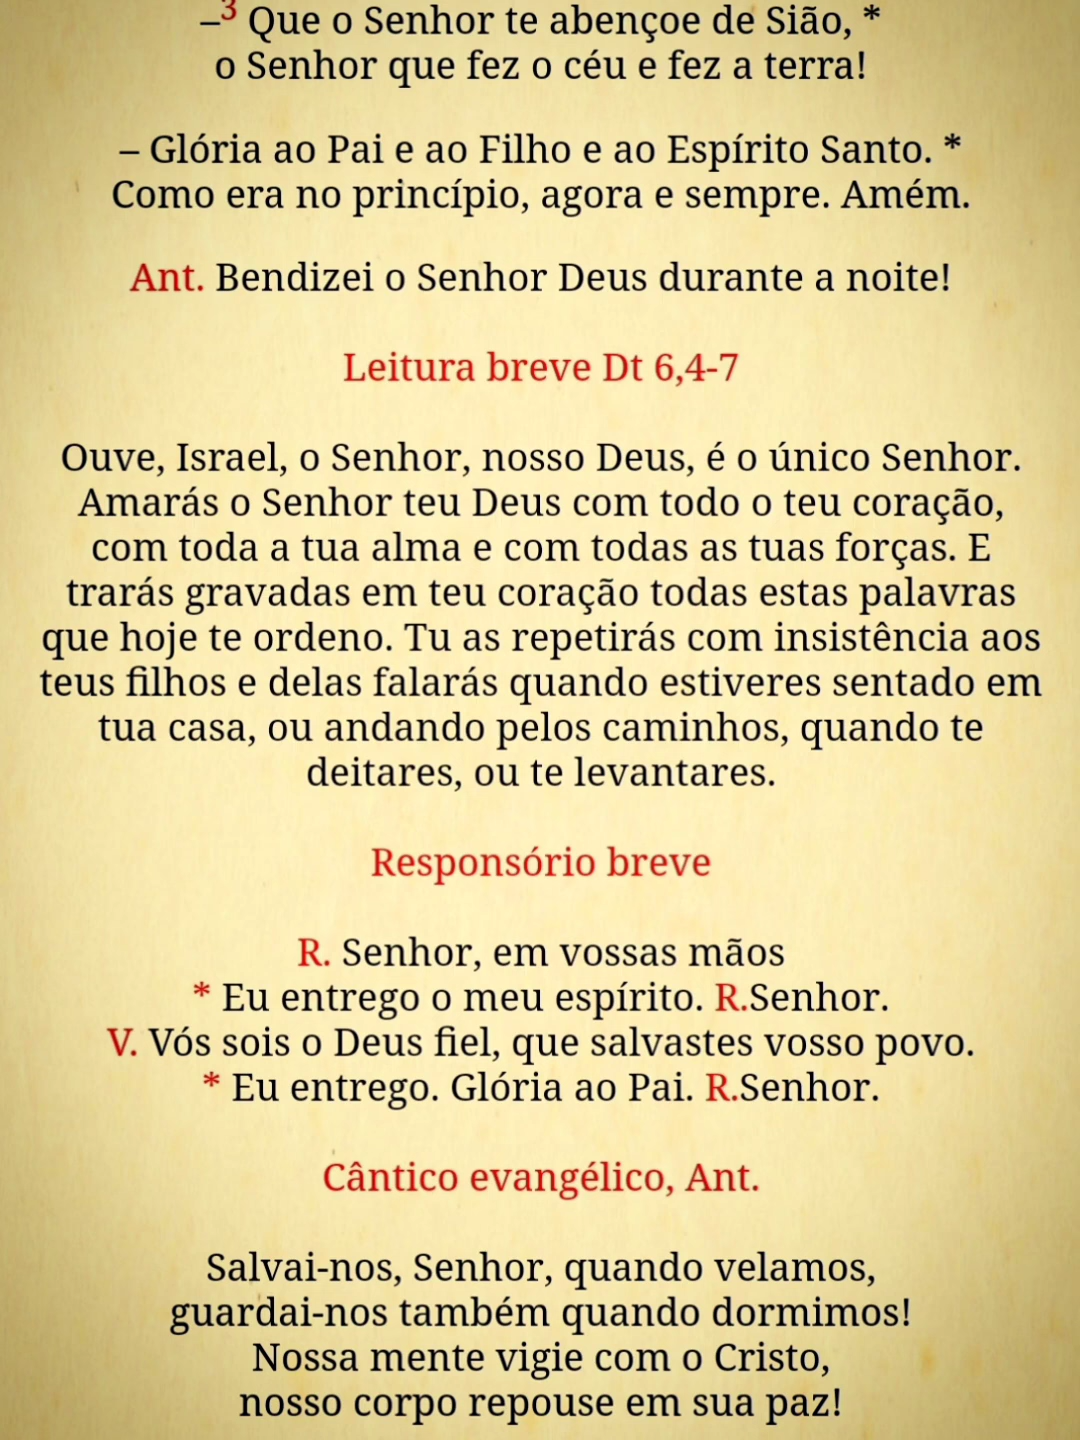 –³ Que o Senhor te abençoe de Sião, *
o Senhor que fez o céu e fez a terra!
– Glória ao Pai e ao Filho e ao Espírito Santo. *
Como era no princípio, agora e sempre. Amém.
Ant. Bendizei o Senhor Deus durante a noite!
Leitura breve Dt 6,4-7
Ouve, Israel, o Senhor, nosso Deus, é o único Senhor.
Amarás o Senhor teu Deus com todo o teu coração,
com toda a tua alma e com todas as tuas forças. E
trarás gravadas em teu coração todas estas palavras
que hoje te ordeno. Tu as repetirás com insistência aos
teus filhos e delas falarás quando estiveres sentado em
tua casa, ou andando pelos caminhos, quando te
deitares, ou te levantares.
Responsório breve
R. Senhor, em vossas mãos
* Eu entrego o meu espírito. R.Senhor.
V. Vós sois o Deus fiel, que salvastes vosso povo.
* Eu entrego. Glória ao Pai. R.Senhor.
Cântico evangélico, Ant.
Salvai-nos, Senhor, quando velamos,
guardai-nos também quando dormimos!
Nossa mente vigie com o Cristo,
nosso corpo repouse em sua paz!